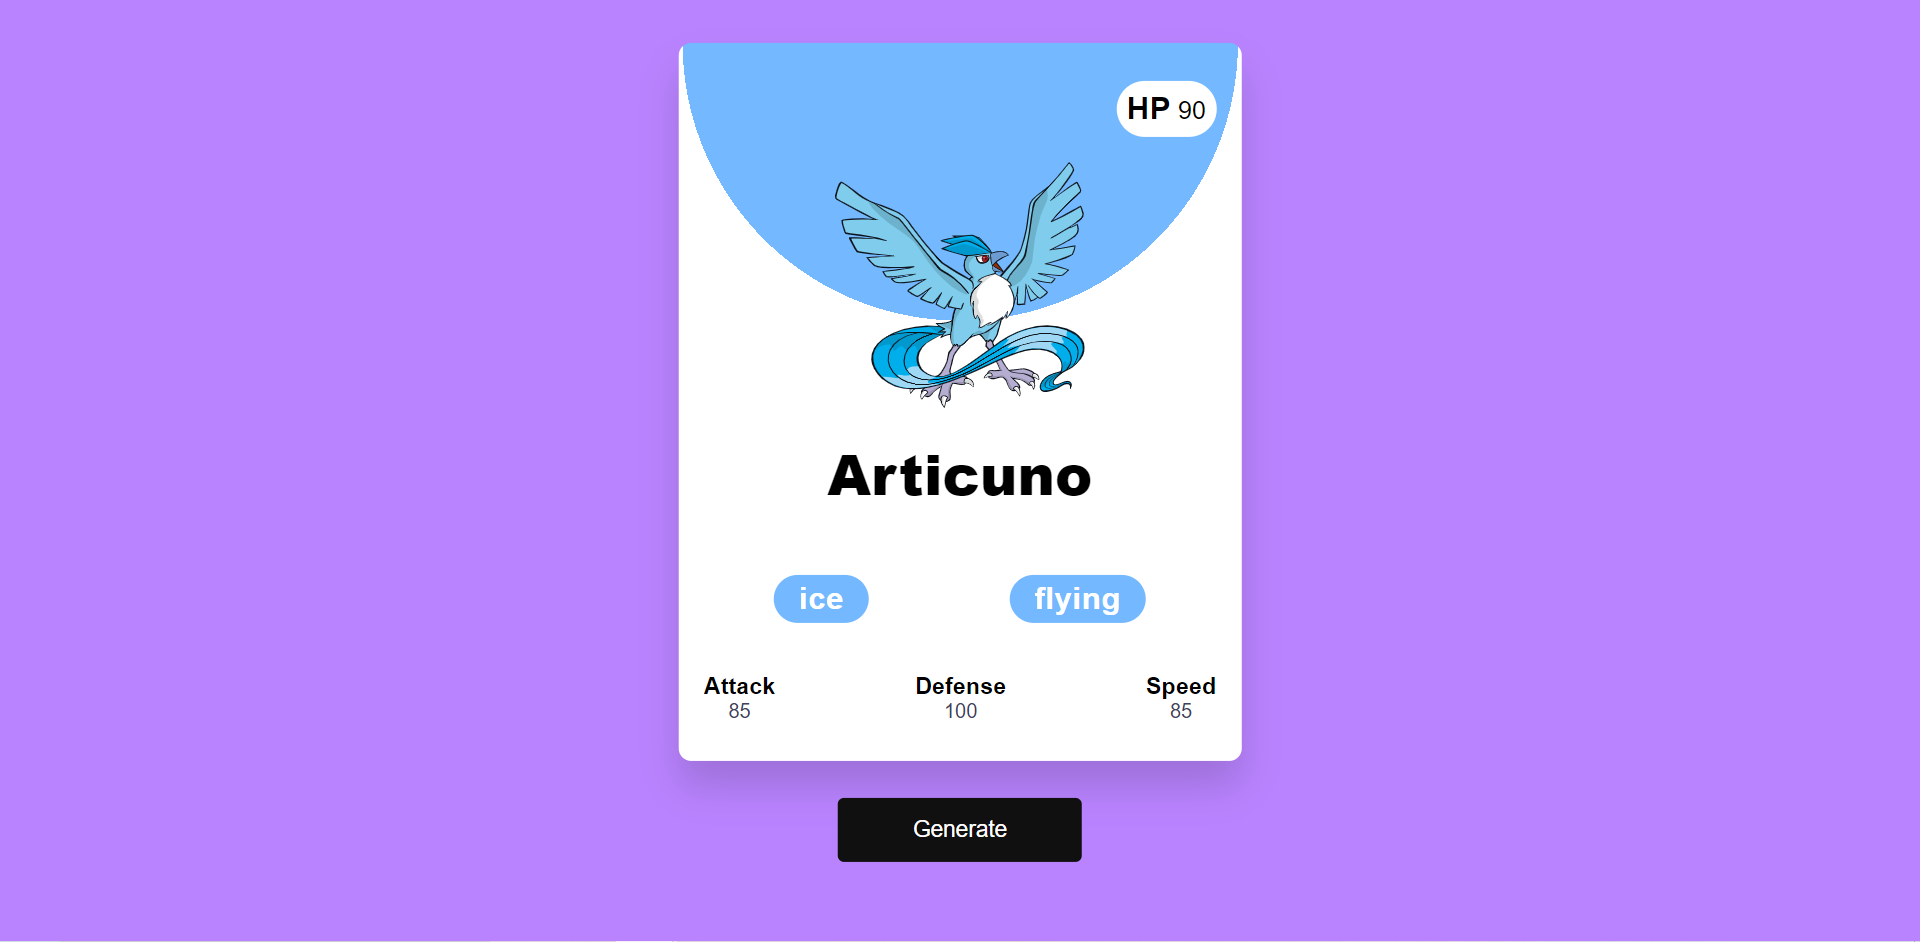 HP 90
Articuno
ice flying
Attack Defense Speed
85 100 85
Generate